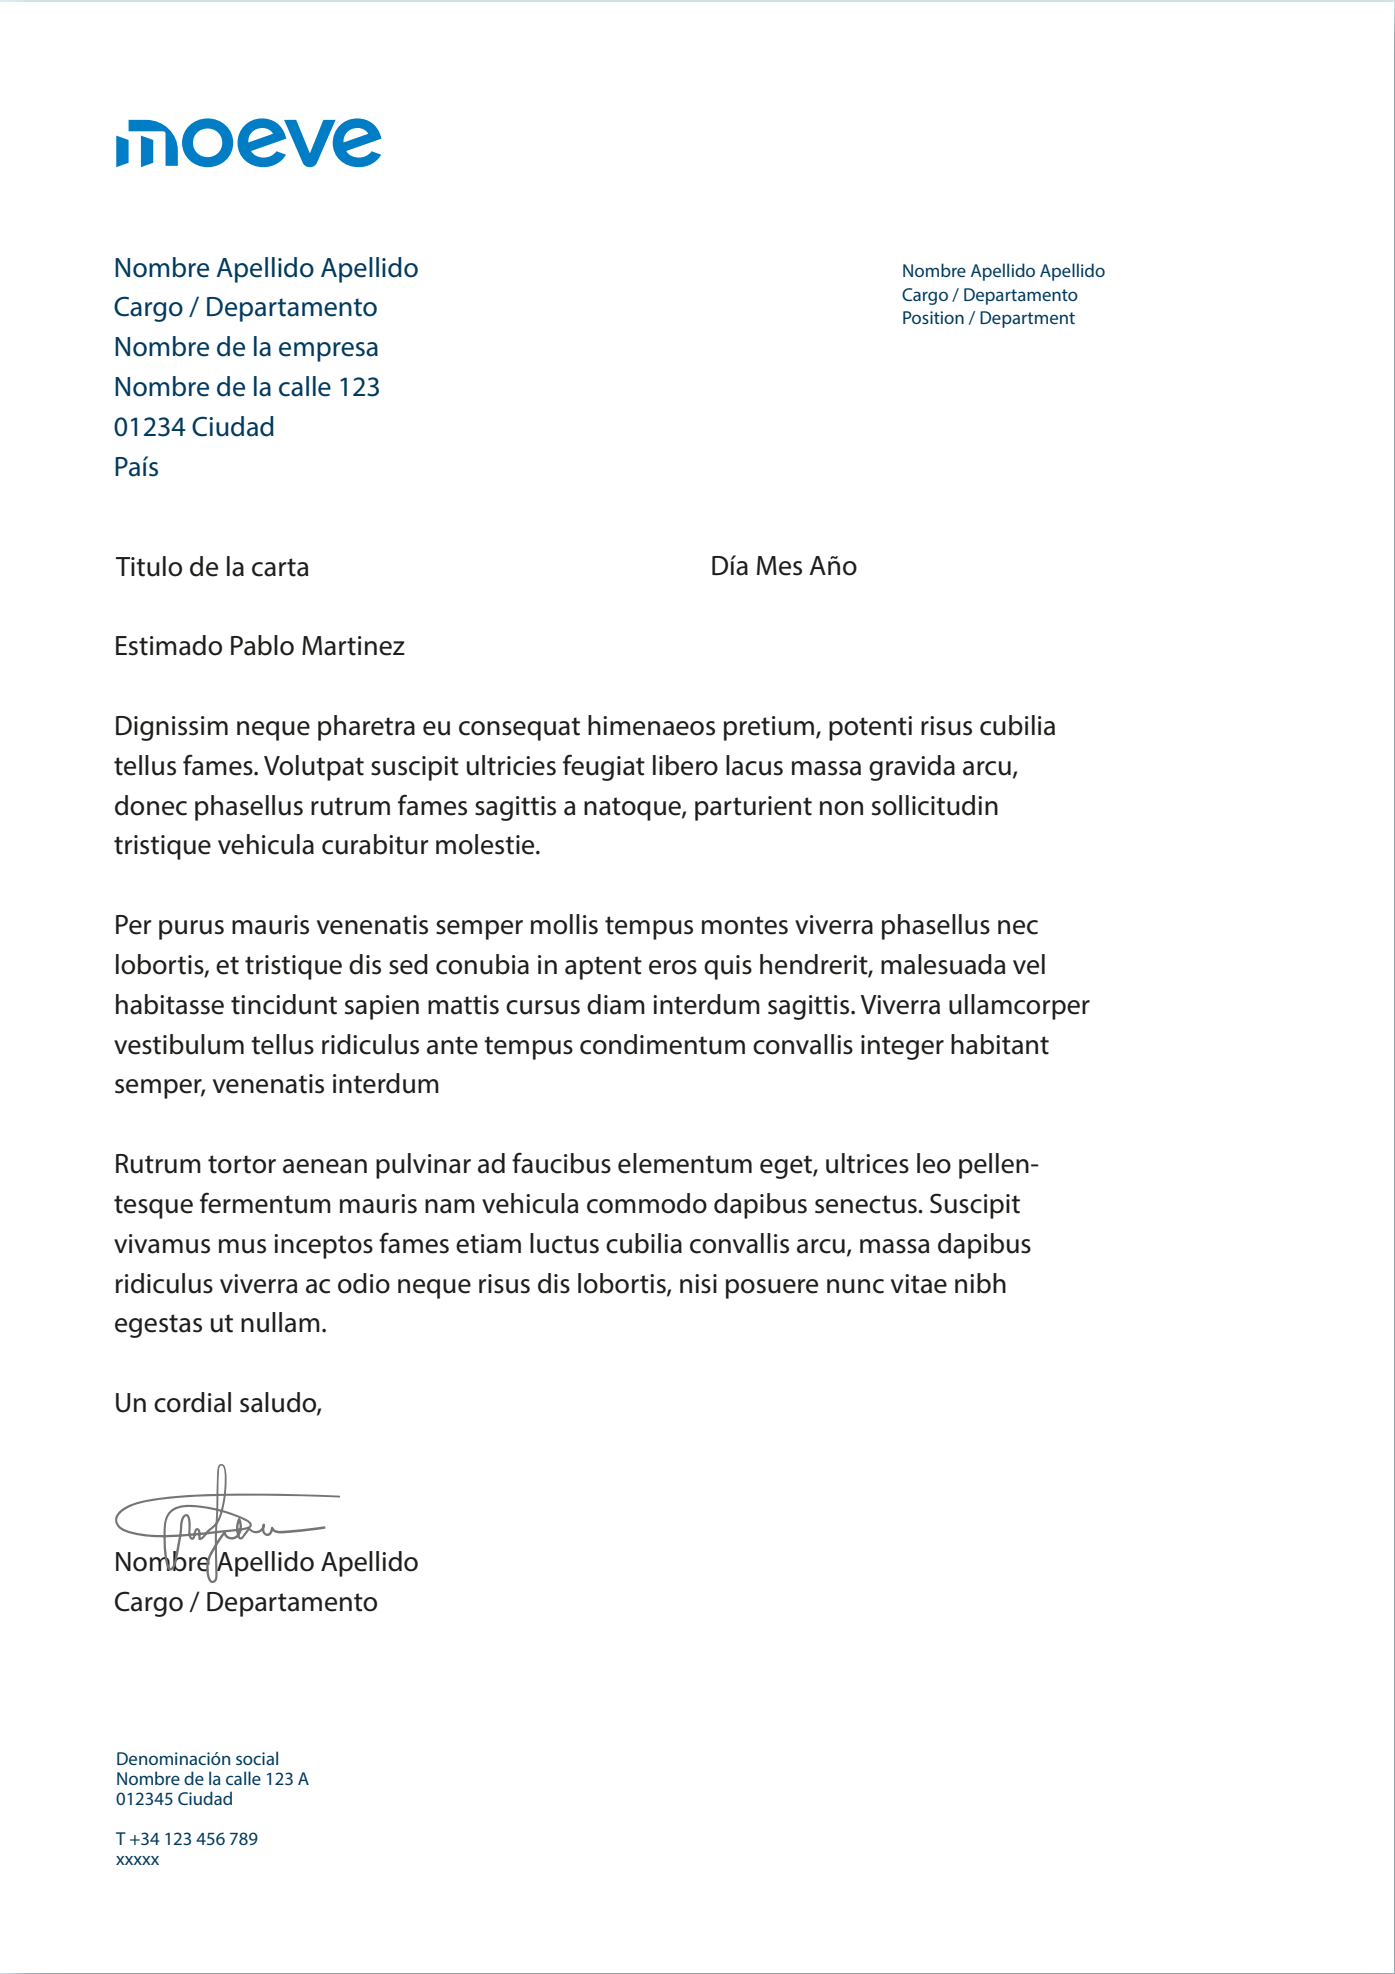 moeve
Nombre Apellido Apellido
Cargo / Departamento
Nombre de la empresa
Nombre de la calle 123
01234 Ciudad
País
Nombre Apellido Apellido
Cargo / Departamento
Position / Department
Titulo de la carta
Día Mes Año
Estimado Pablo Martinez
Dignissim neque pharetra eu consequat himenaeos pretium, potenti risus cubilia
tellus fames. Volutpat suscipit ultricies feugiat libero lacus massa gravida arcu,
donec phasellus rutrum fames sagittis a natoque, parturient non sollicitudin
tristique vehicula curabitur molestie.
Per purus mauris venenatis semper mollis tempus montes viverra phasellus nec
lobortis, et tristique dis sed conubia in aptent eros quis hendrerit, malesuada vel
habitasse tincidunt sapien mattis cursus diam interdum sagittis. Viverra ullamcorper
vestibulum tellus ridiculus ante tempus condimentum convallis integer habitant
semper, venenatis interdum
Rutrum tortor aenean pulvinar ad faucibus elementum eget, ultrices leo pellen-
tesque fermentum mauris nam vehicula commodo dapibus senectus. Suscipit
vivamus mus inceptos fames etiam luctus cubilia convallis arcu, massa dapibus
ridiculus viverra ac odio neque risus dis lobortis, nisi posuere nunc vitae nibh
egestas ut nullam.
Un cordial saludo,
Nombre Apellido Apellido
Cargo / Departamento
Denominación social
Nombre de la calle 123 A
012345 Ciudad
T +34 123 456 789
xxxxx